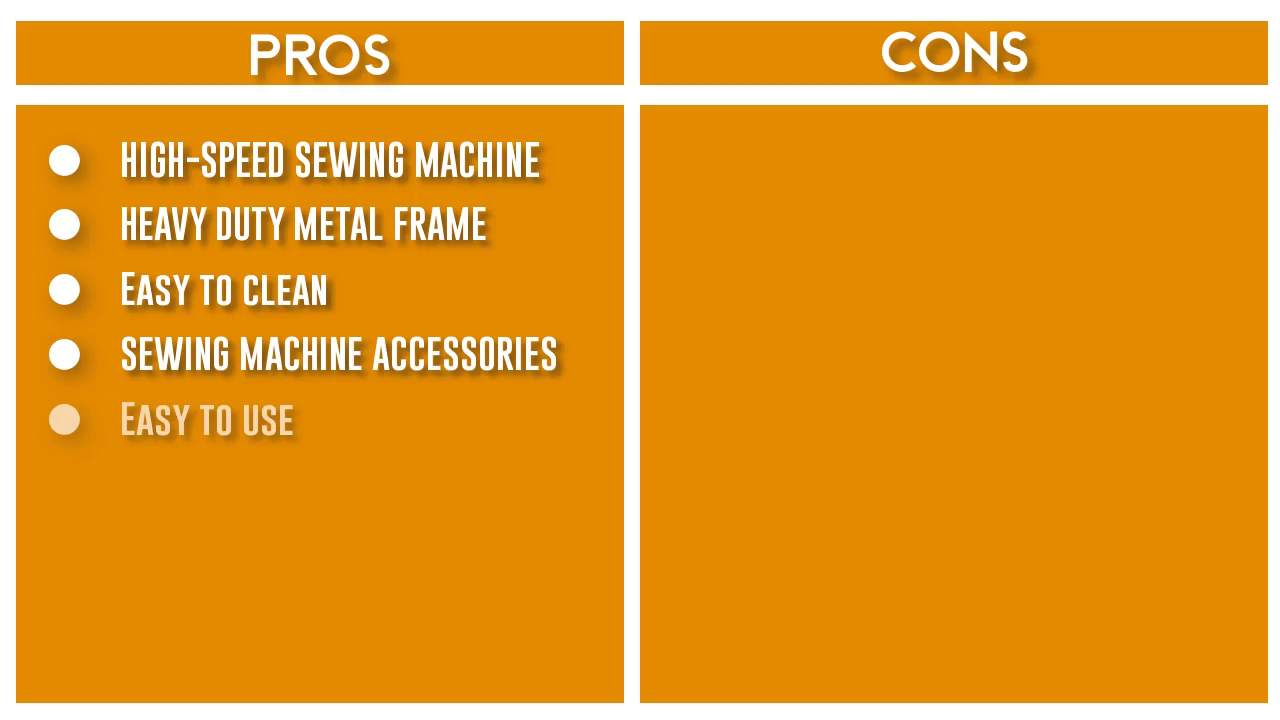 PROS
CONS
HIGH-SPEED SEWING MACHINE
HEAVY DUTY METAL FRAME
EASY TO CLEAN
SEWING MACHINE ACCESSORIES
EASY TO USE